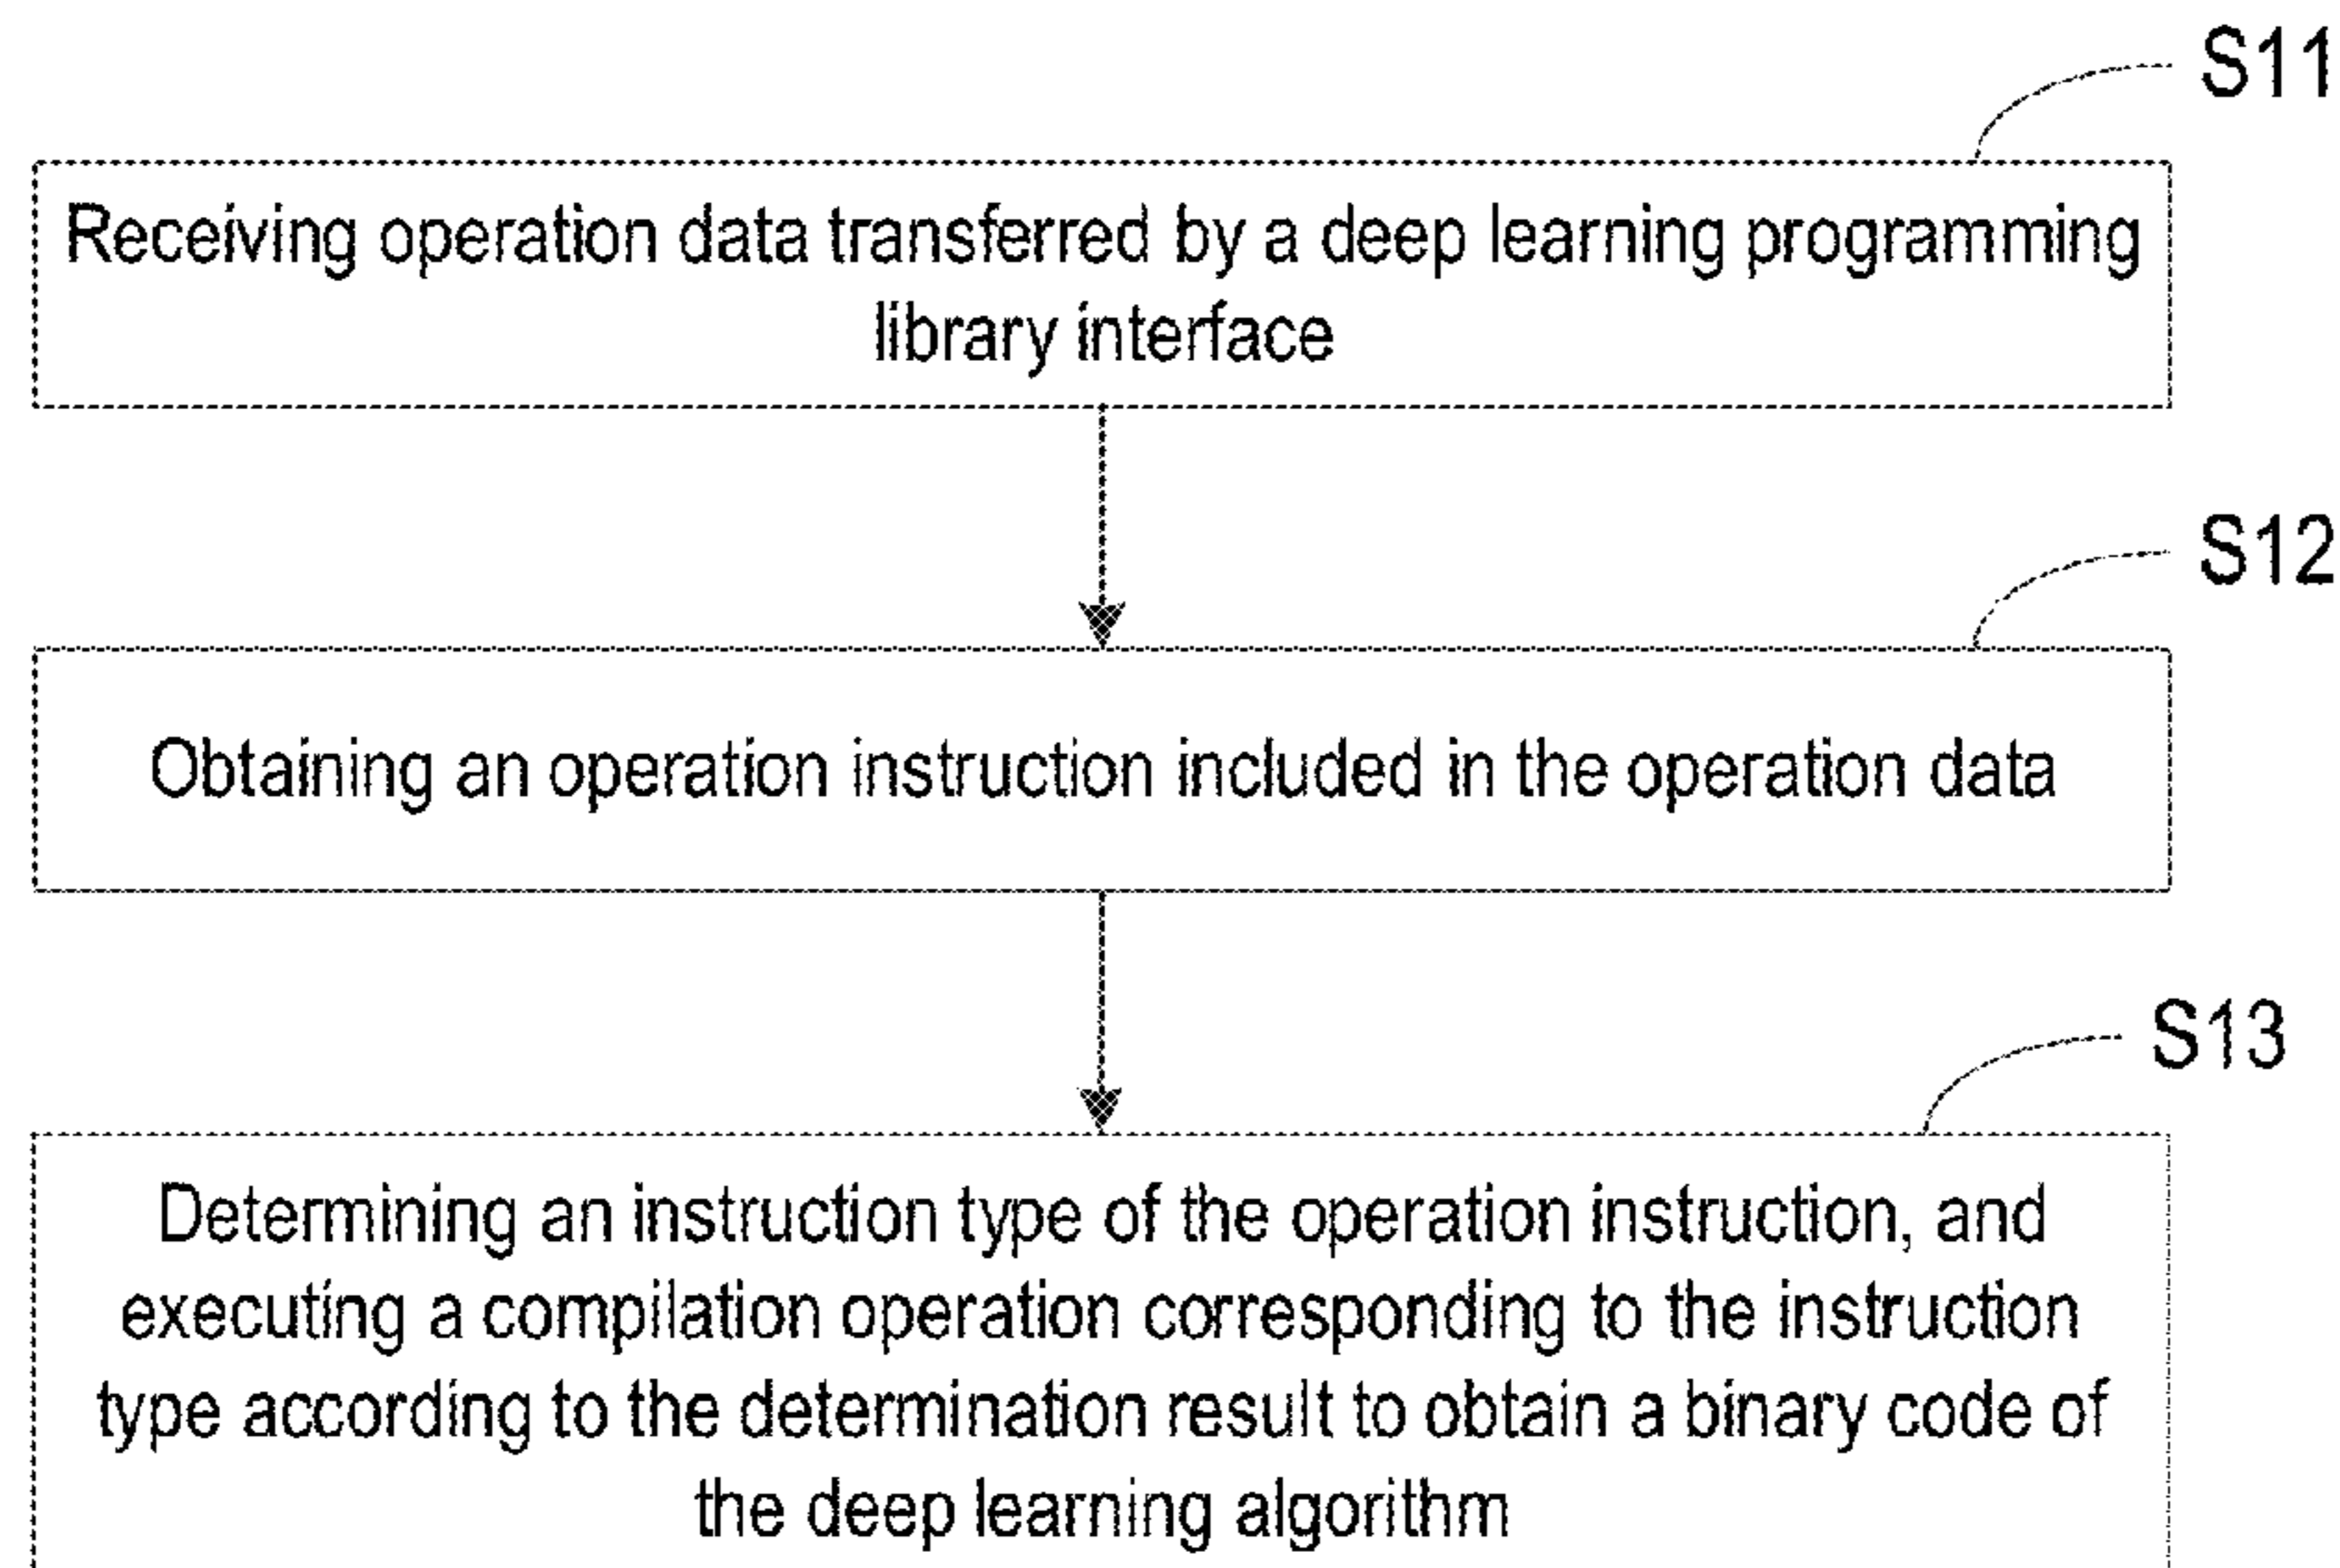 S11
Receiving operation data transferred by a deep learning programming
library interface
S12
Obtaining an operation instruction included in the operation data
S13
Determining an instruction type of the operation instruction, and
executing a compilation operation corresponding to the instruction
type according to the determination result to obtain a binary code of
the deep learning algorithm